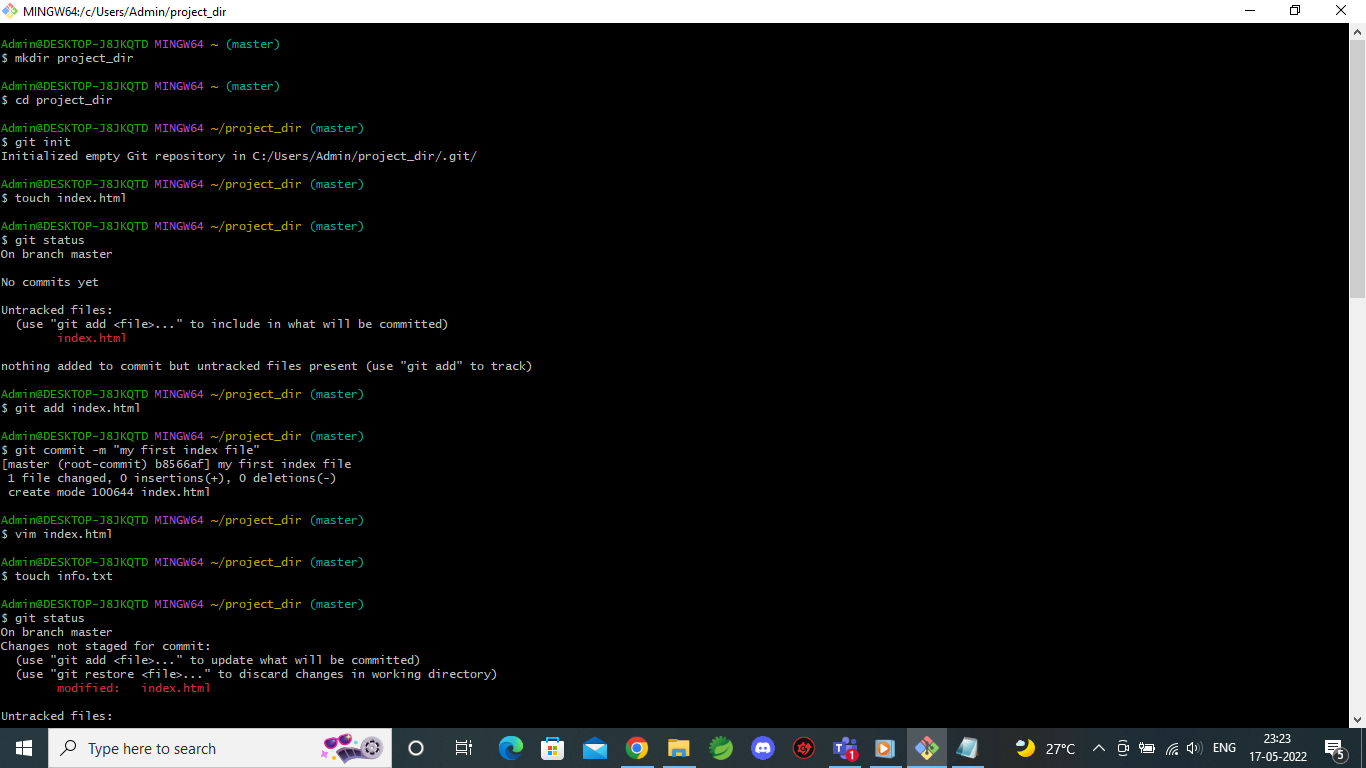 MINGW64:/c/Users/Admin/project_dir
Admin@DESKTOP-J8JKQTD MINGW64 ~ (master)
$ mkdir project_dir
Admin@DESKTOP-J8JKQTD MINGW64 ~ (master)
$ cd project_dir
Admin@DESKTOP-J8JKQTD MINGW64 ~/project_dir (master)
$ git init
Initialized empty Git repository in C:/Users/Admin/project_dir/.git/
Admin@DESKTOP-J8JKQTD MINGW64 ~/project_dir (master)
$ touch index.html
Admin@DESKTOP-J8JKQTD MINGW64 ~/project_dir (master)
$ git status
On branch master
No commits yet
Untracked files:
  (use "git add <file>..." to include in what will be committed)
        index.html
nothing added to commit but untracked files present (use "git add" to track)
Admin@DESKTOP-J8JKQTD MINGW64 ~/project_dir (master)
$ git add index.html
Admin@DESKTOP-J8JKQTD MINGW64 ~/project_dir (master)
$ git commit -m "my first index file"
[master (root-commit) b8566af] my first index file
 1 file changed, 0 insertions(+), 0 deletions(-)
 create mode 100644 index.html
Admin@DESKTOP-J8JKQTD MINGW64 ~/project_dir (master)
$ vim index.html
Admin@DESKTOP-J8JKQTD MINGW64 ~/project_dir (master)
$ touch info.txt
Admin@DESKTOP-J8JKQTD MINGW64 ~/project_dir (master)
$ git status
On branch master
Changes not staged for commit:
  (use "git add <file>..." to update what will be committed)
  (use "git restore <file>..." to discard changes in working directory)
        modified:   index.html
Untracked files:
Type here to search
1
27°C
ENG
23:23
17-05-2022
5